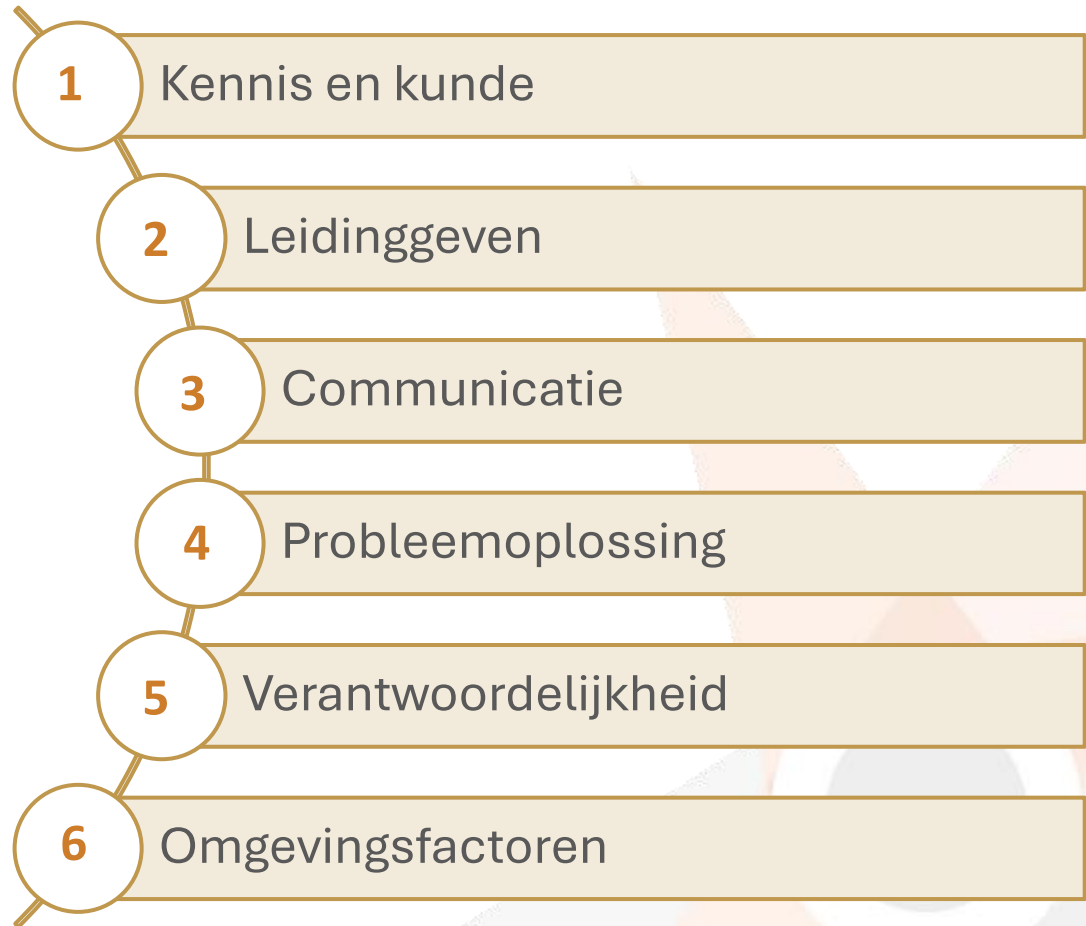 1 Kennis en kunde
2 Leidinggeven
3 Communicatie
4 Probleemoplossing
5 Verantwoordelijkheid
6 Omgevingsfactoren